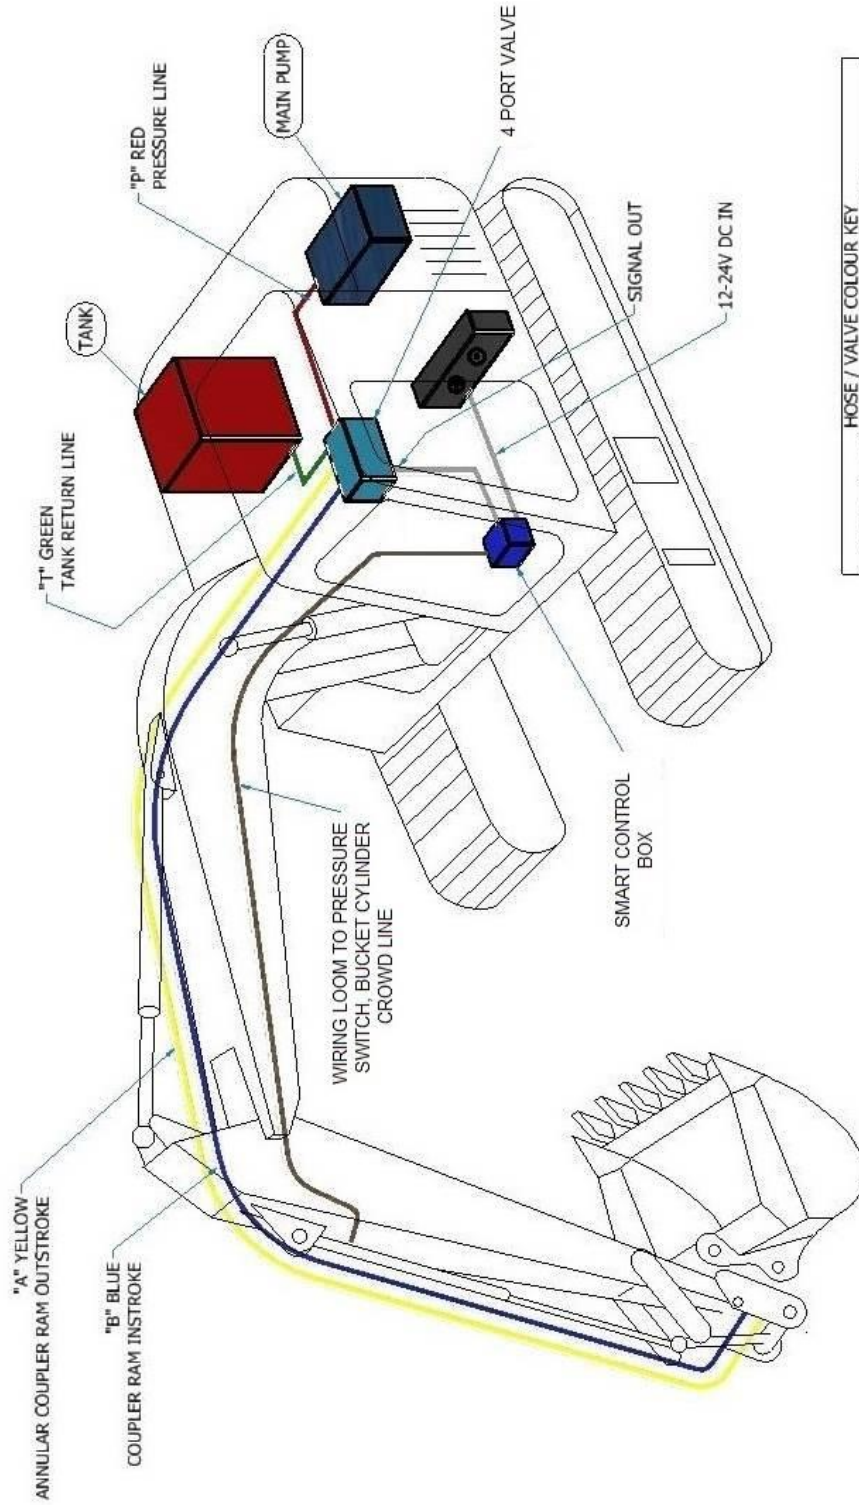 "A" YELLOW
ANNULAR COUPLER RAM OUTSTROKE
"B" BLUE
COUPLER RAM INSTROKE
"T" GREEN
TANK RETURN LINE
TANK
"P" RED
PRESSURE LINE
MAIN PUMP
4 PORT VALVE
SIGNAL OUT
12-24V DC IN
WIRING LOOM TO PRESSURE
SWITCH, BUCKET CYLINDER
CROWD LINE
SMART CONTROL
BOX
HOSE / VALVE COLOUR KEY